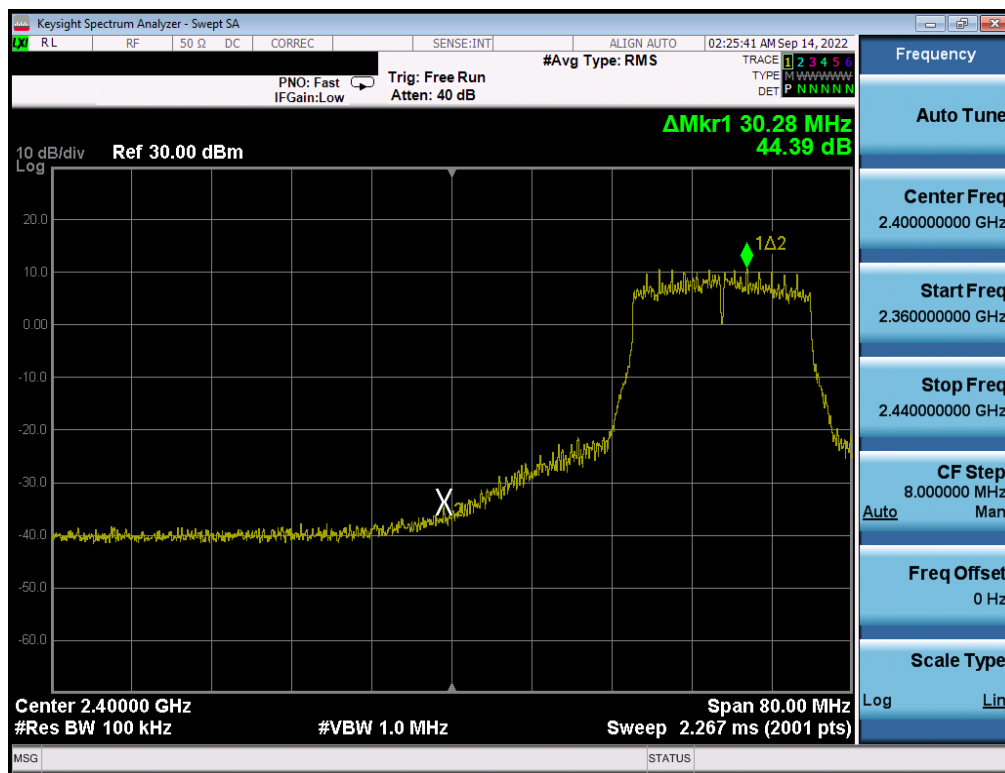 Keysight Spectrum Analyzer - Swept SA
LXI RL RF 50 Ω DC CORREC SENSE:INT ALIGN AUTO 02:25:41 AM Sep 14, 2022
Frequency
#Avg Type: RMS
TRACE 1 2 3 4 5 6
PNO: Fast
Trig: Free Run
TYPE M WWWWW
IFGain:Low
Atten: 40 dB
DET P N N N N N
Auto Tune
ΔMkr1 30.28 MHz
44.39 dB
10 dB/div
Ref 30.00 dBm
Log
Center Freq
2.400000000 GHz
20.0
1Δ2
10.0
Start Freq
2.360000000 GHz
0.00
-10.0
Stop Freq
2.440000000 GHz
-20.0
-30.0
CF Step
8.000000 MHz
Auto Man
X
-40.0
Freq Offset
0 Hz
-50.0
-60.0
Scale Type
Log Lin
Center 2.40000 GHz
Span 80.00 MHz
#Res BW 100 kHz
#VBW 1.0 MHz
Sweep 2.267 ms (2001 pts)
MSG
STATUS